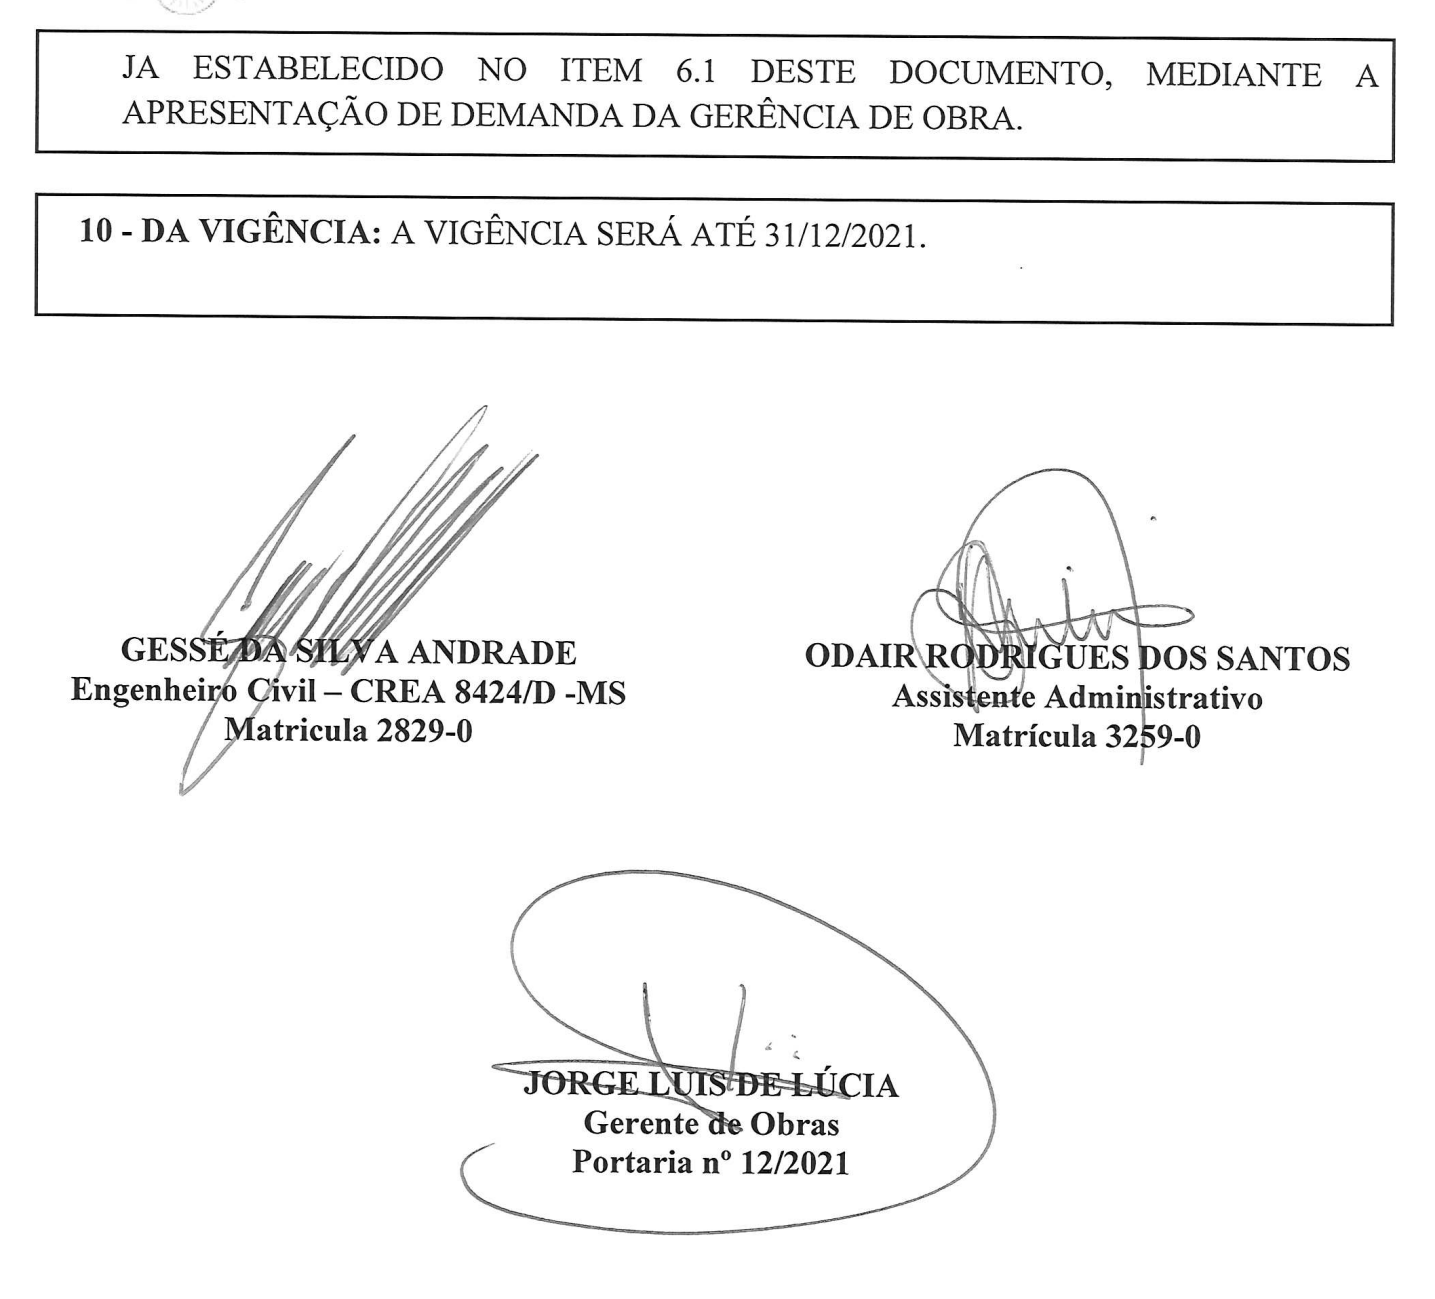 JA ESTABELECIDO NO ITEM 6.1 DESTE DOCUMENTO, MEDIANTE A
APRESENTAÇÃO DE DEMANDA DA GERÊNCIA DE OBRA.
10 - DA VIGÊNCIA: A VIGÊNCIA SERÁ ATÉ 31/12/2021.
GESSÉ DA SILVA ANDRADE
Engenheiro Civil – CREA 8424/D -MS
Matricula 2829-0
ODAIR RODRIGUES DOS SANTOS
Assistente Administrativo
Matrícula 3259-0
JORGE LUIS DE LÚCIA
Gerente de Obras
Portaria nº 12/2021